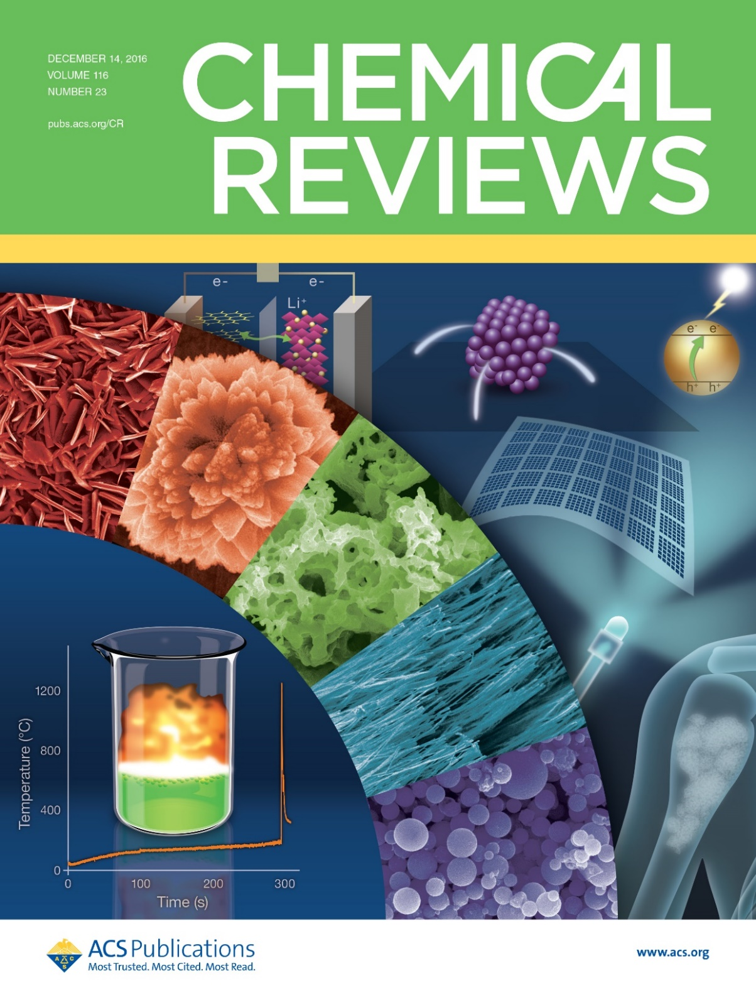 DECEMBER 14, 2016
VOLUME 116
NUMBER 23
pubs.acs.org/CR
CHEMICAL
REVIEWS
e-
e-
Li⁺
e⁻ e⁻
h⁺ h⁺
1200
800
400
0
Temperature (°C)
0 100 200 300
Time (s)
A C S
ACS Publications
Most Trusted. Most Cited. Most Read.
www.acs.org